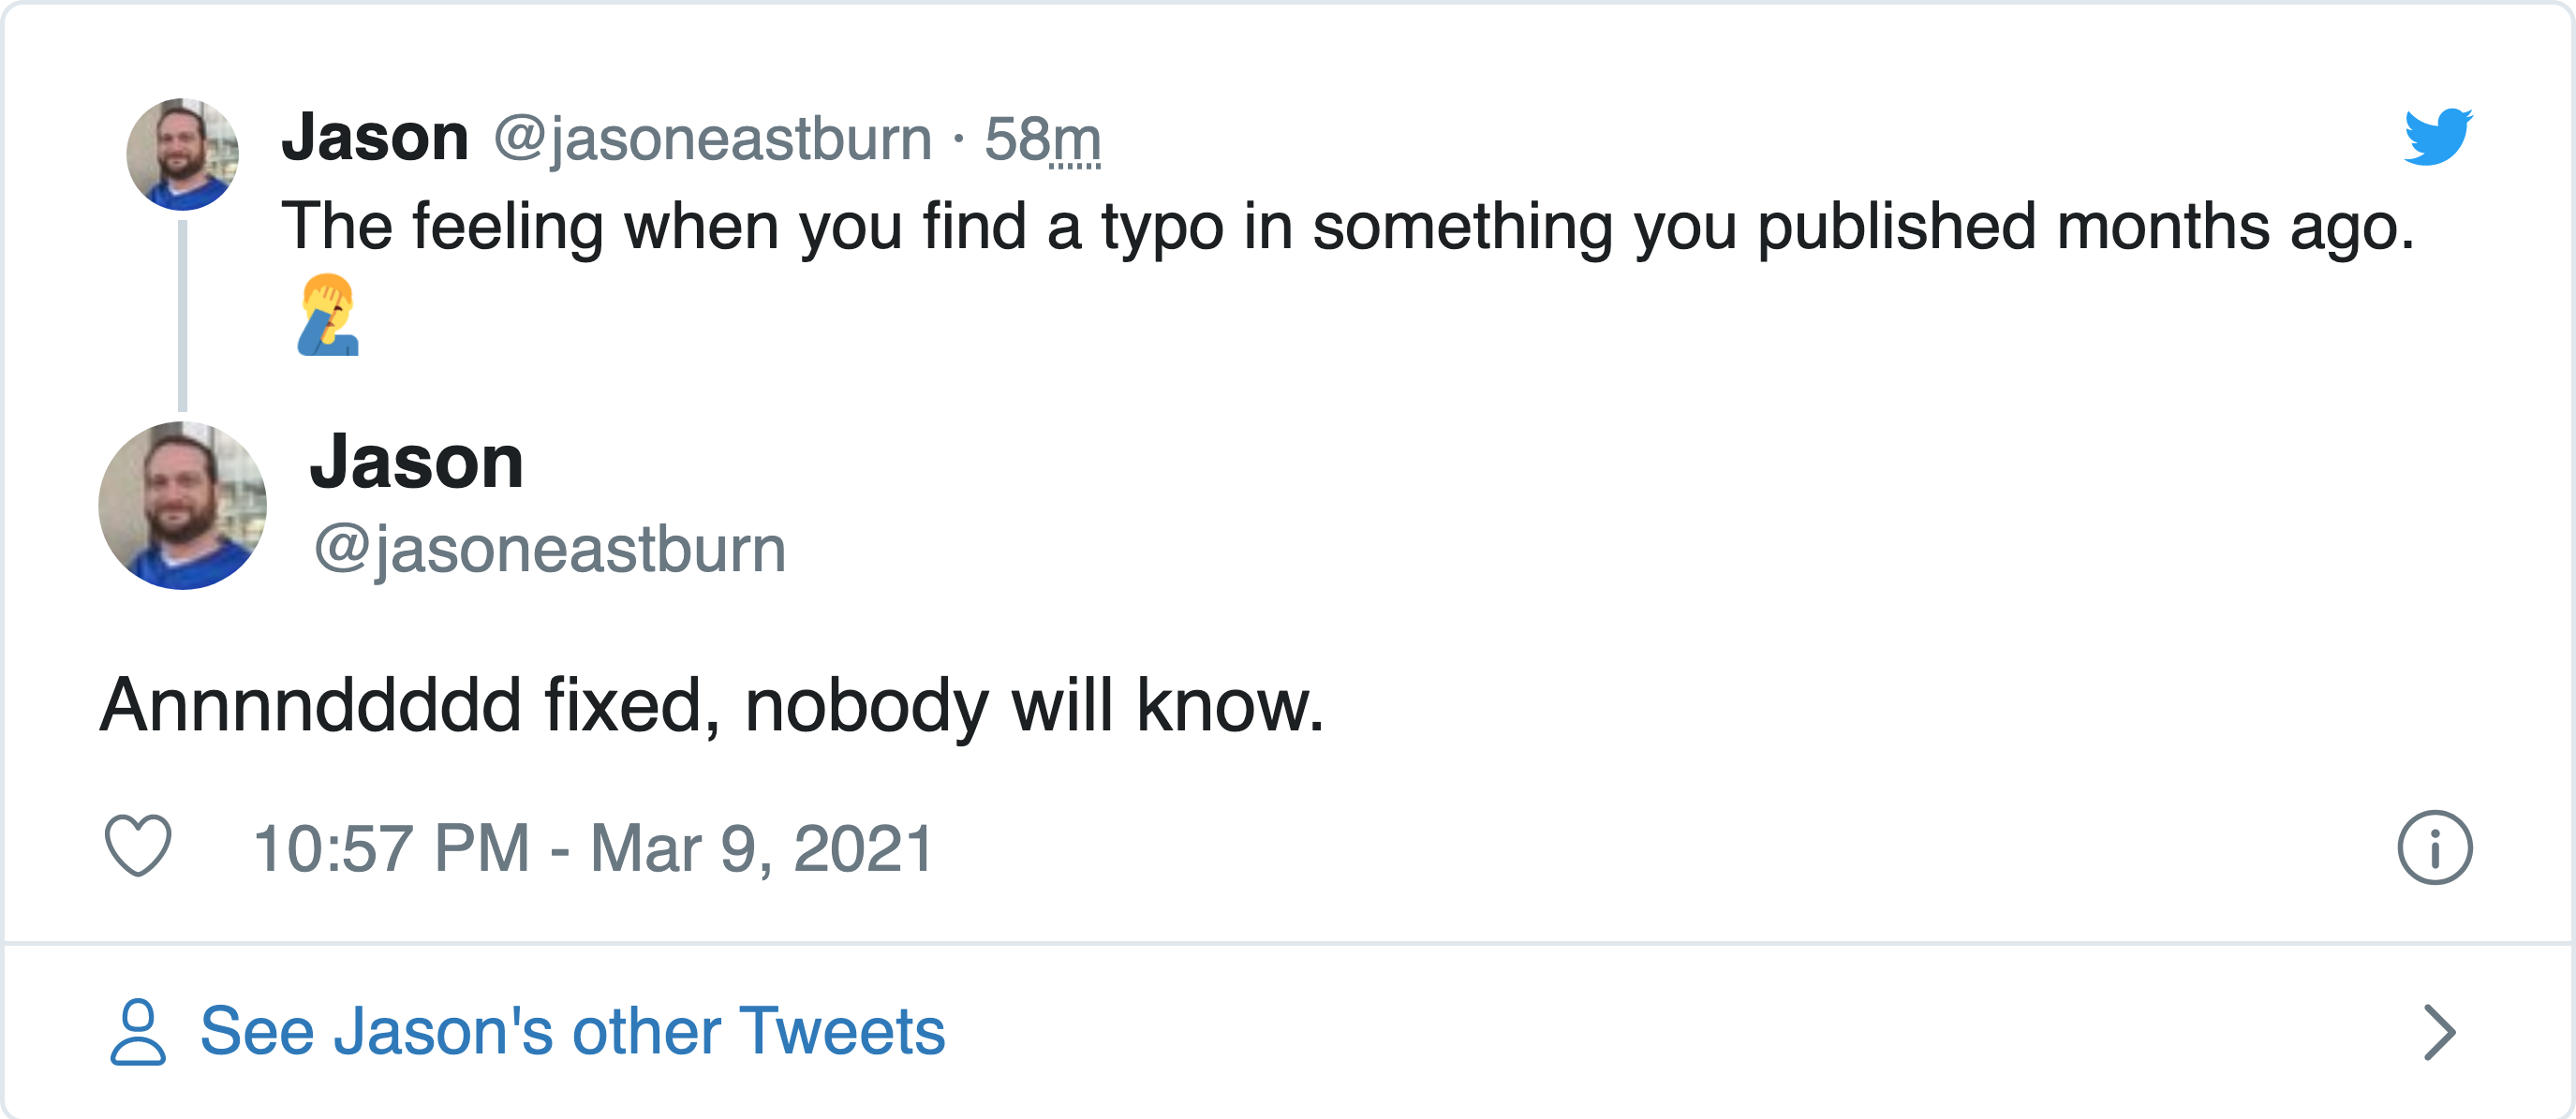 Jason @jasoneastburn · 58m
The feeling when you find a typo in something you published months ago.
🤦‍♂️
Jason
@jasoneastburn
Annnnddddd fixed, nobody will know.
10:57 PM - Mar 9, 2021
See Jason's other Tweets